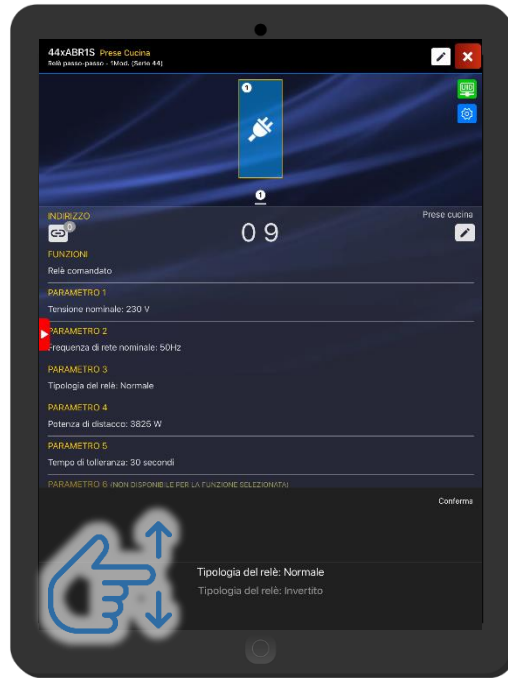 44xABR1S Prese Cucina
Relè passo-passo - 1Mod. (Serie 44)
UID
1
1
INDIRIZZO
Prese cucina
0
0 9
FUNZIONI
Relè comandato
PARAMETRO 1
Tensione nominale: 230 V
PARAMETRO 2
Frequenza di rete nominale: 50Hz
PARAMETRO 3
Tipologia del relè: Normale
PARAMETRO 4
Potenza di distacco: 3825 W
PARAMETRO 5
Tempo di tolleranza: 30 secondi
PARAMETRO 6 (NON DISPONIBILE PER LA FUNZIONE SELEZIONATA)
Conferma
Tipologia del relè: Normale
Tipologia del relè: Invertito